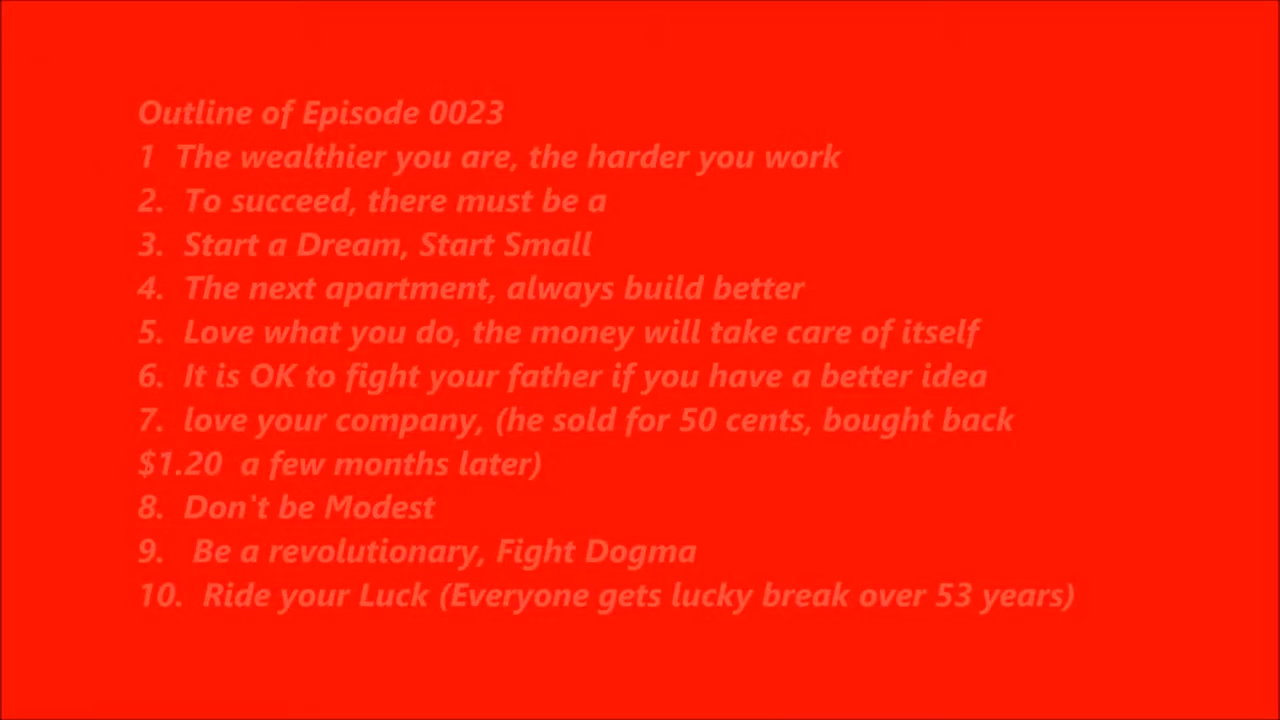 Outline of Episode 0023
1  The wealthier you are, the harder you work
2.  To succeed, there must be a
3.  Start a Dream, Start Small
4.  The next apartment, always build better
5.  Love what you do, the money will take care of itself
6.  It is OK to fight your father if you have a better idea
7.  love your company, (he sold for 50 cents, bought back
$1.20  a few months later)
8.  Don`t be Modest
9.   Be a revolutionary, Fight Dogma
10.  Ride your Luck (Everyone gets lucky break over 53 years)